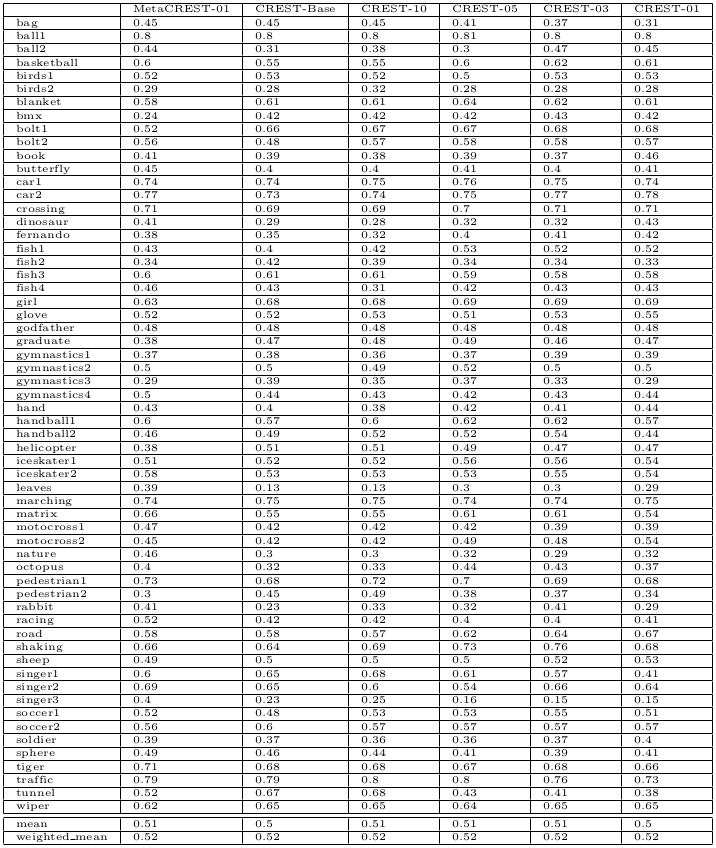 MetaCREST-01 CREST-Base CREST-10 CREST-05 CREST-03 CREST-01
bag 0.45 0.45 0.45 0.41 0.37 0.31
ball1 0.8 0.8 0.8 0.81 0.8 0.8
ball2 0.44 0.31 0.38 0.3 0.47 0.45
basketball 0.6 0.55 0.55 0.6 0.62 0.61
birds1 0.52 0.53 0.52 0.5 0.53 0.53
birds2 0.29 0.28 0.32 0.28 0.28 0.28
blanket 0.58 0.61 0.61 0.64 0.62 0.61
bmx 0.24 0.42 0.42 0.42 0.43 0.42
bolt1 0.52 0.66 0.67 0.67 0.68 0.68
bolt2 0.56 0.48 0.57 0.58 0.58 0.57
book 0.41 0.39 0.38 0.39 0.37 0.46
butterfly 0.45 0.4 0.4 0.41 0.4 0.41
car1 0.74 0.74 0.75 0.76 0.75 0.74
car2 0.77 0.73 0.74 0.75 0.77 0.78
crossing 0.71 0.69 0.69 0.7 0.71 0.71
dinosaur 0.41 0.29 0.28 0.32 0.32 0.43
fernando 0.38 0.35 0.32 0.4 0.41 0.42
fish1 0.43 0.4 0.42 0.53 0.52 0.52
fish2 0.34 0.42 0.39 0.34 0.34 0.33
fish3 0.6 0.61 0.61 0.59 0.58 0.58
fish4 0.46 0.43 0.31 0.42 0.43 0.43
girl 0.63 0.68 0.68 0.69 0.69 0.69
glove 0.52 0.52 0.53 0.51 0.53 0.55
godfather 0.48 0.48 0.48 0.48 0.48 0.48
graduate 0.38 0.47 0.48 0.49 0.46 0.47
gymnastics1 0.37 0.38 0.36 0.37 0.39 0.39
gymnastics2 0.5 0.5 0.49 0.52 0.5 0.5
gymnastics3 0.29 0.39 0.35 0.37 0.33 0.29
gymnastics4 0.5 0.44 0.43 0.42 0.43 0.44
hand 0.43 0.4 0.38 0.42 0.41 0.44
handball1 0.6 0.57 0.6 0.62 0.62 0.57
handball2 0.46 0.49 0.52 0.52 0.54 0.44
helicopter 0.38 0.51 0.51 0.49 0.47 0.47
iceskater1 0.51 0.52 0.52 0.56 0.56 0.54
iceskater2 0.58 0.53 0.53 0.53 0.55 0.54
leaves 0.39 0.13 0.13 0.3 0.3 0.29
marching 0.74 0.75 0.75 0.74 0.74 0.75
matrix 0.66 0.55 0.55 0.61 0.61 0.54
motocross1 0.47 0.42 0.42 0.42 0.39 0.39
motocross2 0.45 0.42 0.42 0.49 0.48 0.54
nature 0.46 0.3 0.3 0.32 0.29 0.32
octopus 0.4 0.32 0.33 0.44 0.43 0.37
pedestrian1 0.73 0.68 0.72 0.7 0.69 0.68
pedestrian2 0.3 0.45 0.49 0.38 0.37 0.34
rabbit 0.41 0.23 0.33 0.32 0.41 0.29
racing 0.52 0.42 0.42 0.4 0.4 0.41
road 0.58 0.58 0.57 0.62 0.64 0.67
shaking 0.66 0.64 0.69 0.73 0.76 0.68
sheep 0.49 0.5 0.5 0.5 0.52 0.53
singer1 0.6 0.65 0.68 0.61 0.57 0.41
singer2 0.69 0.65 0.6 0.54 0.66 0.64
singer3 0.4 0.23 0.25 0.16 0.15 0.15
soccer1 0.52 0.48 0.53 0.53 0.55 0.51
soccer2 0.56 0.6 0.57 0.57 0.57 0.57
soldier 0.39 0.37 0.36 0.36 0.37 0.4
sphere 0.49 0.46 0.44 0.41 0.39 0.41
tiger 0.71 0.68 0.68 0.67 0.68 0.66
traffic 0.79 0.79 0.8 0.8 0.76 0.73
tunnel 0.52 0.67 0.68 0.43 0.41 0.38
wiper 0.62 0.65 0.65 0.64 0.65 0.65
mean 0.51 0.5 0.51 0.51 0.51 0.5
weighted_mean 0.52 0.52 0.52 0.52 0.52 0.52